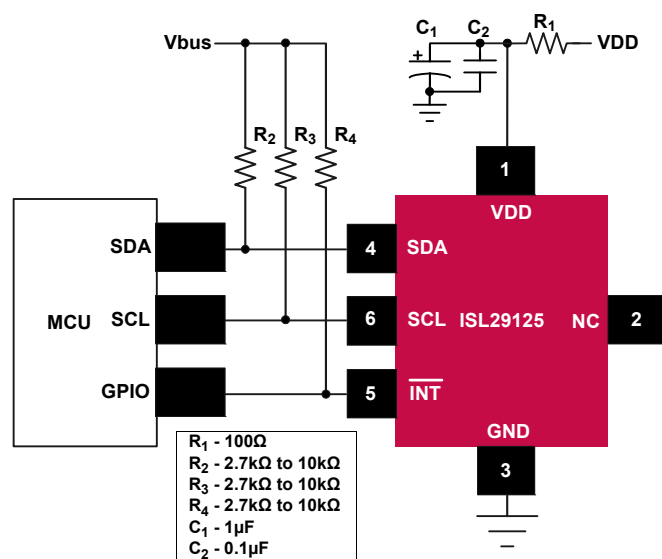 Vbus
C1
C2
R1
VDD
+
R2
R3
R4
1
VDD
MCU
SDA
SCL
GPIO
4
SDA
6
SCL
ISL29125
NC
2
5
INT
GND
3
R1 - 100Ω
R2 - 2.7kΩ to 10kΩ
R3 - 2.7kΩ to 10kΩ
R4 - 2.7kΩ to 10kΩ
C1 - 1µF
C2 - 0.1µF